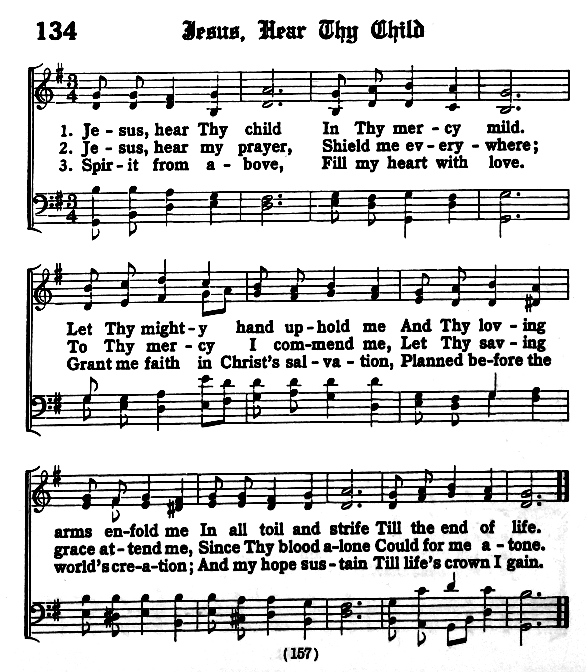 134 Jesus, Hear Thy Child
3
4
1. Je - sus, hear Thy child In Thy mer - cy mild.
2. Je - sus, hear my prayer, Shield me ev - ery - where;
3. Spir - it from a - bove, Fill my heart with love.
3
4
Let Thy might - y hand up - hold me And Thy lov - ing
To Thy mer - cy I com - mend me, Let Thy sav - ing
Grant me faith in Christ's sal - va - tion, Planned be - fore the
arms en - fold me In all toil and strife Till the end of life.
grace at - tend me, Since Thy blood a - lone Could for me a - tone.
world's cre - a - tion; And my hope sus - tain Till life's crown I gain.
(157)